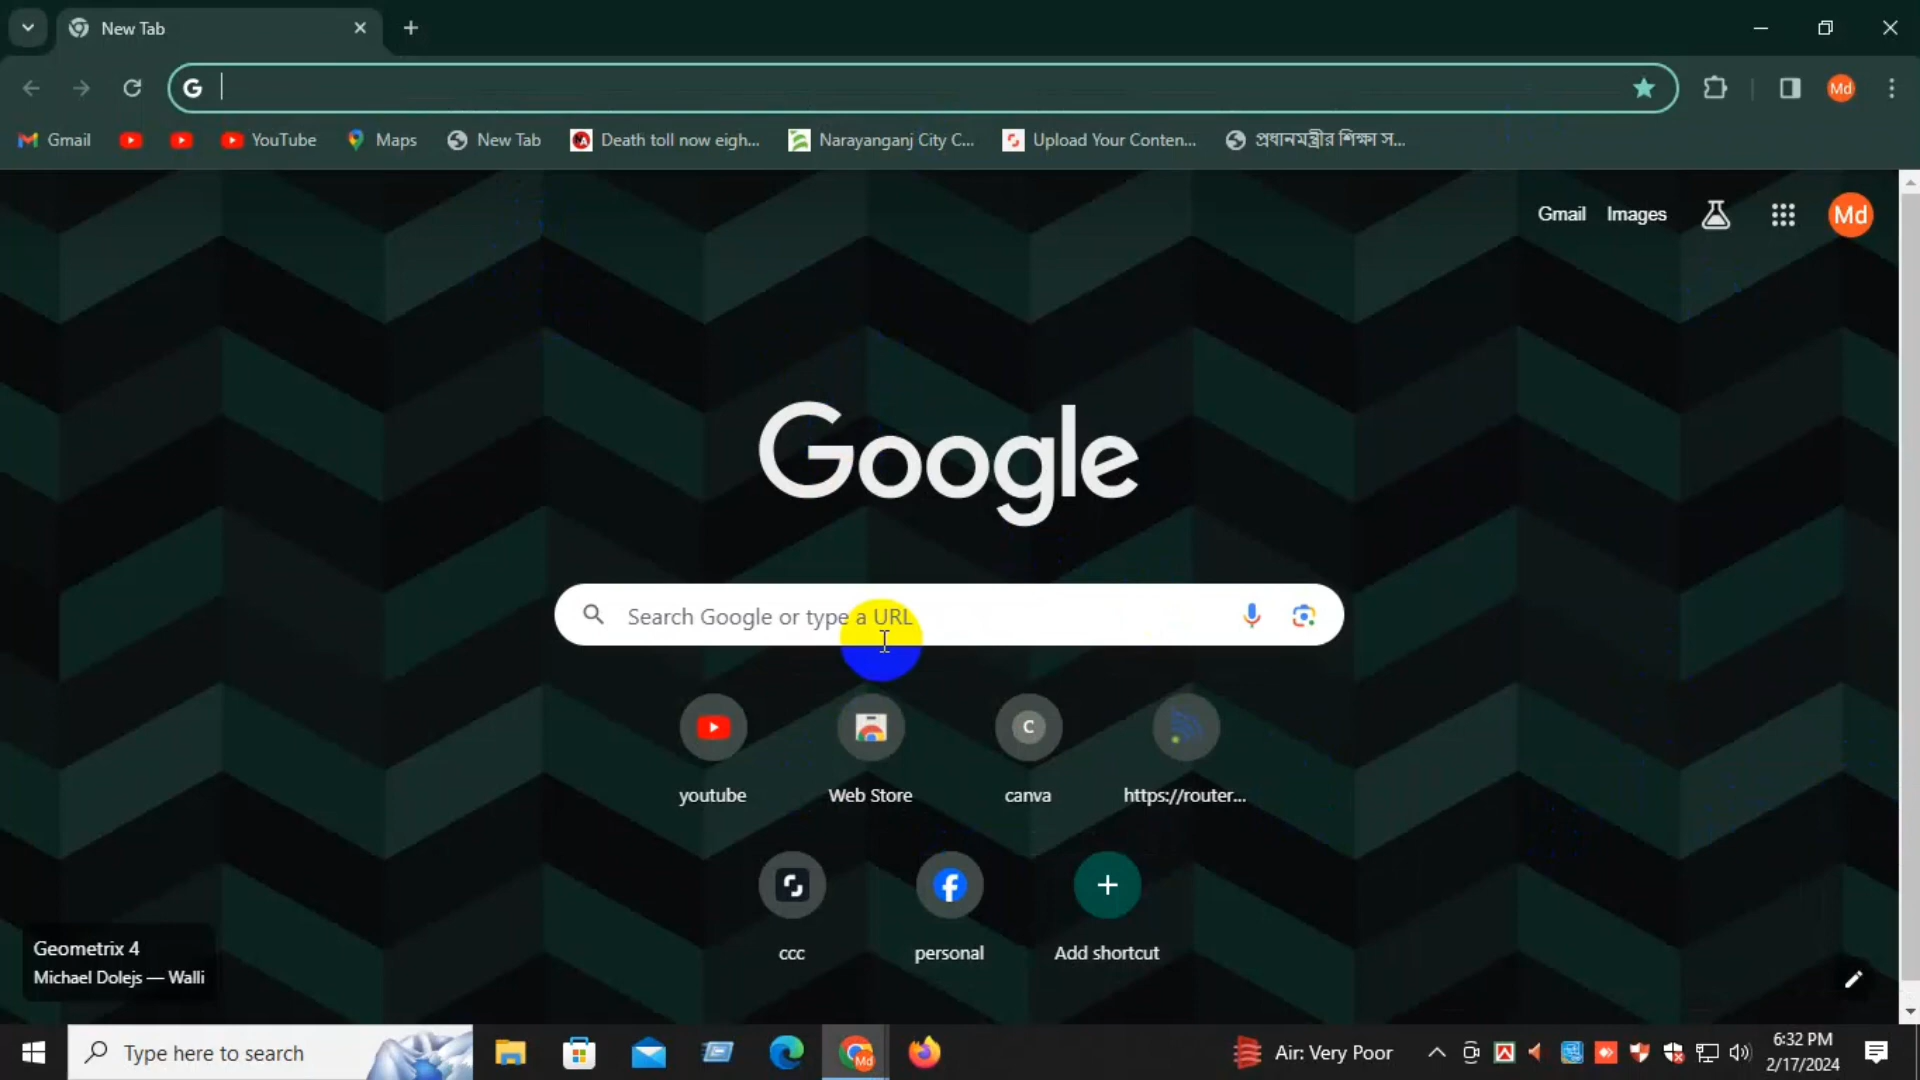 New Tab
Md
Gmail YouTube Maps New Tab Death toll now eigh... Narayanganj City C... Upload Your Conten... প্রধানমন্ত্রীর শিক্ষা স...
Gmail Images Md
Google
Search Google or type a URL
C
youtube Web Store canva https://router...
ccc personal Add shortcut
Geometrix 4
Michael Dolejs — Walli
Type here to search
Md
Air: Very Poor
6:32 PM
2/17/2024